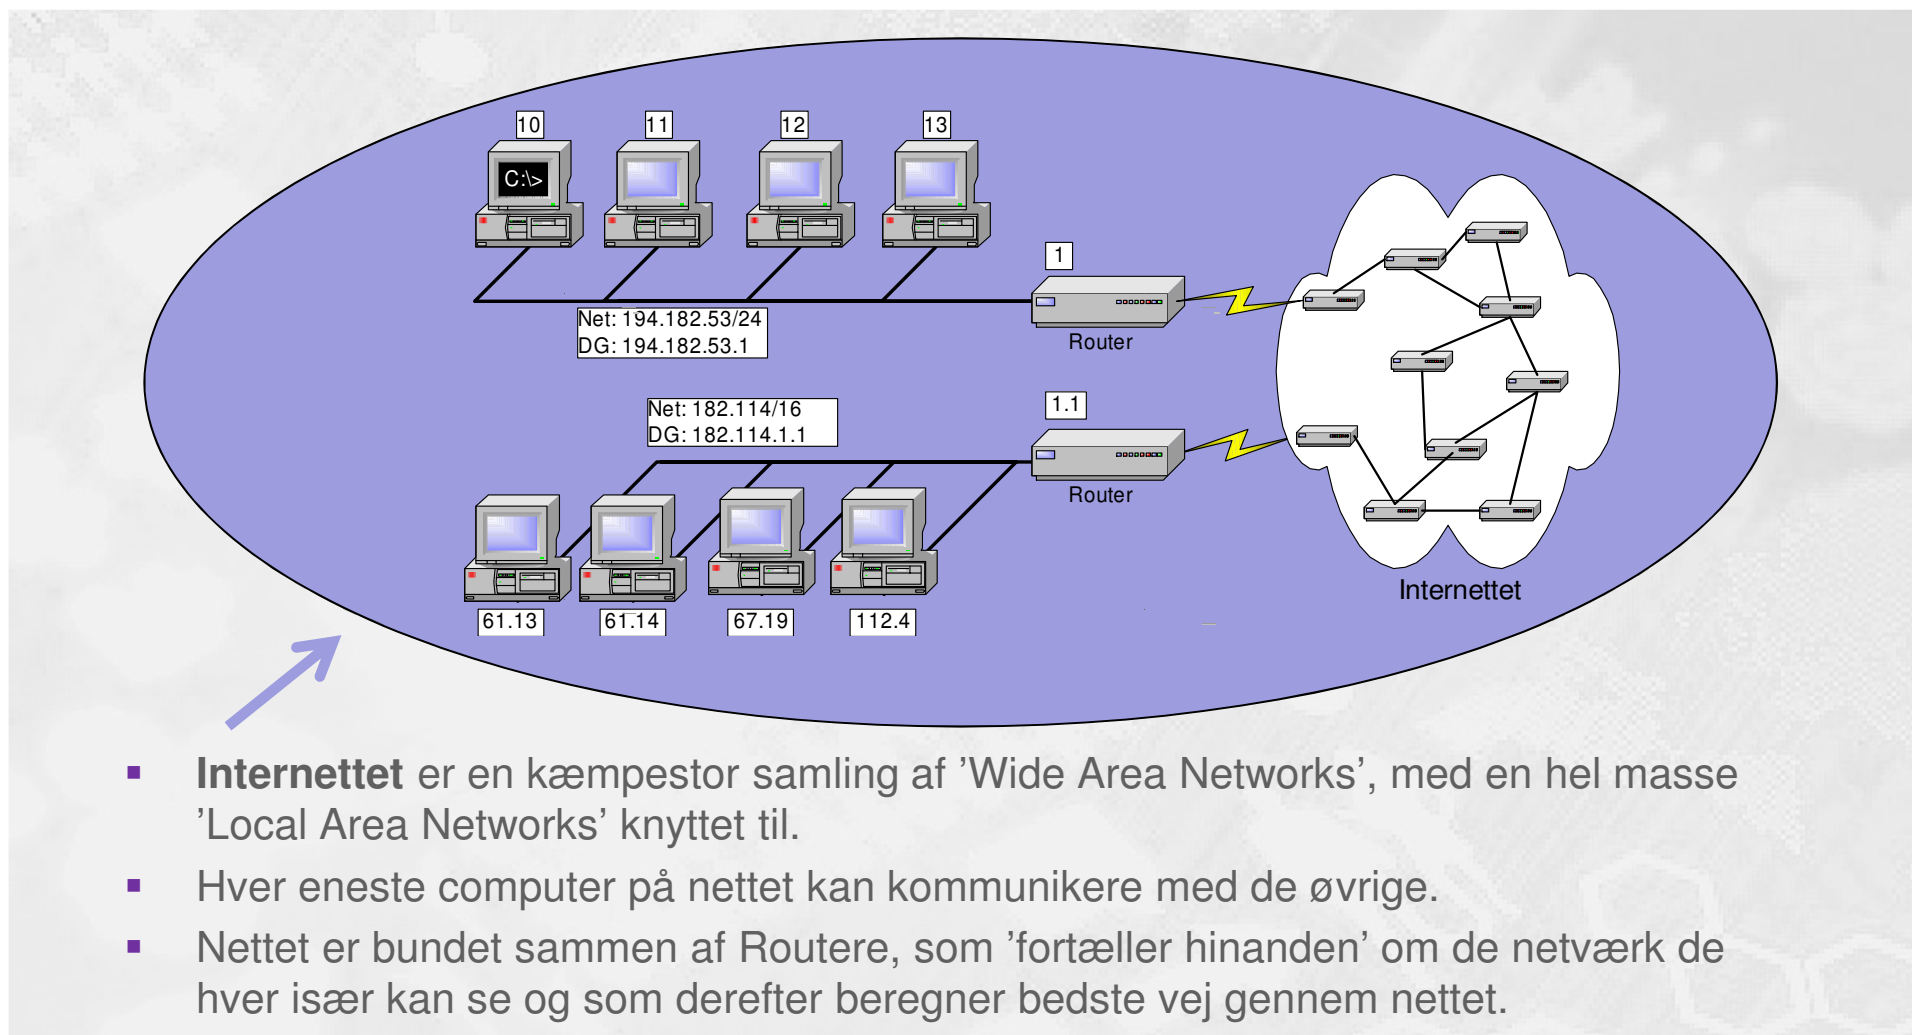 10
11
12
13
C:\>
1
Net: 194.182.53/24
DG: 194.182.53.1
Router
Net: 182.114/16
DG: 182.114.1.1
1.1
Router
61.13
61.14
67.19
112.4
Internettet
Internettet er en kæmpestor samling af ’Wide Area Networks’, med en hel masse
’Local Area Networks’ knyttet til.
Hver eneste computer på nettet kan kommunikere med de øvrige.
Nettet er bundet sammen af Routere, som ’fortæller hinanden’ om de netværk de
hver især kan se og som derefter beregner bedste vej gennem nettet.